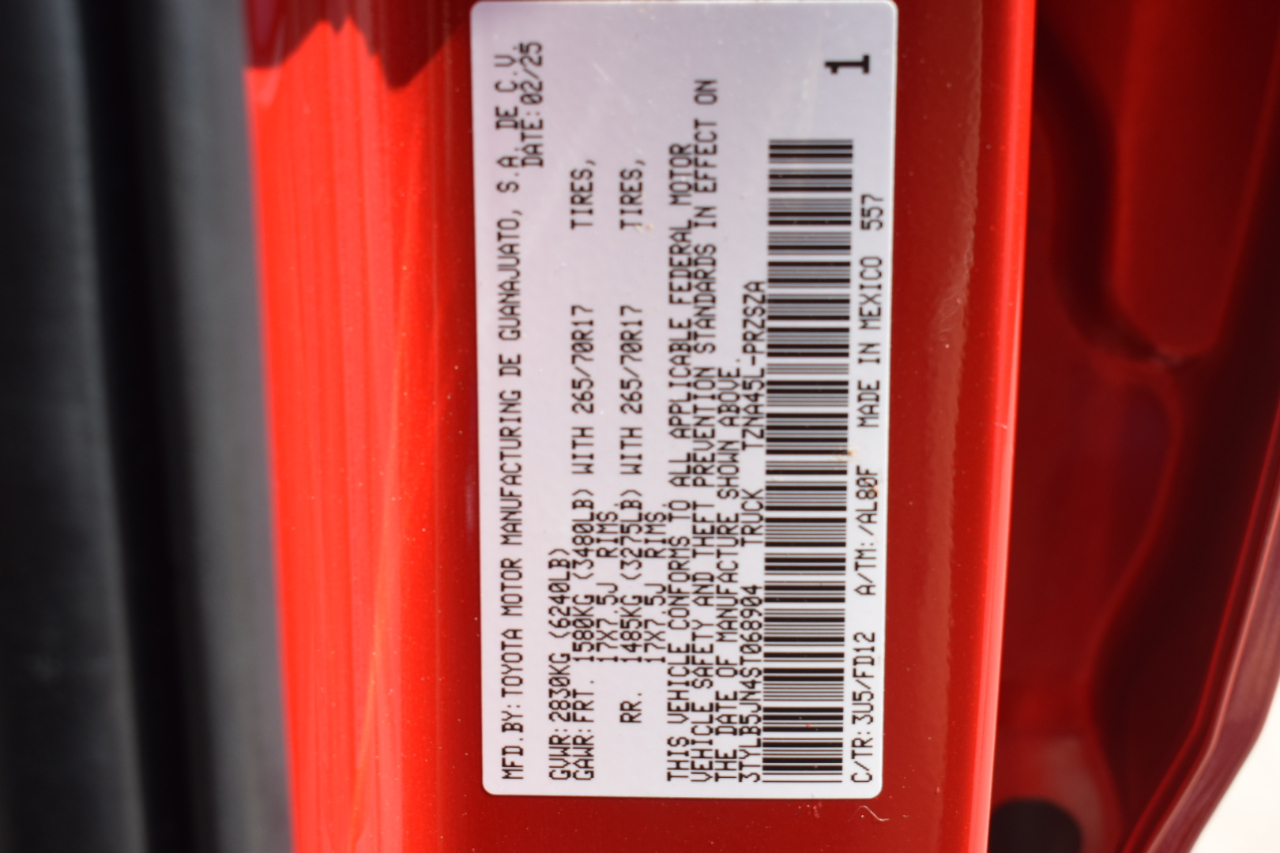 MFD.BY:TOYOTA MOTOR MANUFACTURING DE GUANAJUATO, S.A. DE C.V.
DATE:02/25
GVWR:2830KG (6240LB)
GAWR:FRT. 1580KG (3480LB) WITH 265/70R17 TIRES,
17X7.5J RIMS,
RR. 1485KG (3275LB) WITH 265/70R17 TIRES,
17X7.5J RIMS,
THIS VEHICLE CONFORMS TO ALL APPLICABLE FEDERAL MOTOR
VEHICLE SAFETY AND THEFT PREVENTION STANDARDS IN EFFECT ON
THE DATE OF MANUFACTURE SHOWN ABOVE.
3TYLB5JN4ST068904 TRUCK TZNA45L-PRZSZA
1
C/TR:3U5/FD12 A/TM:/AL80F MADE IN MEXICO 557